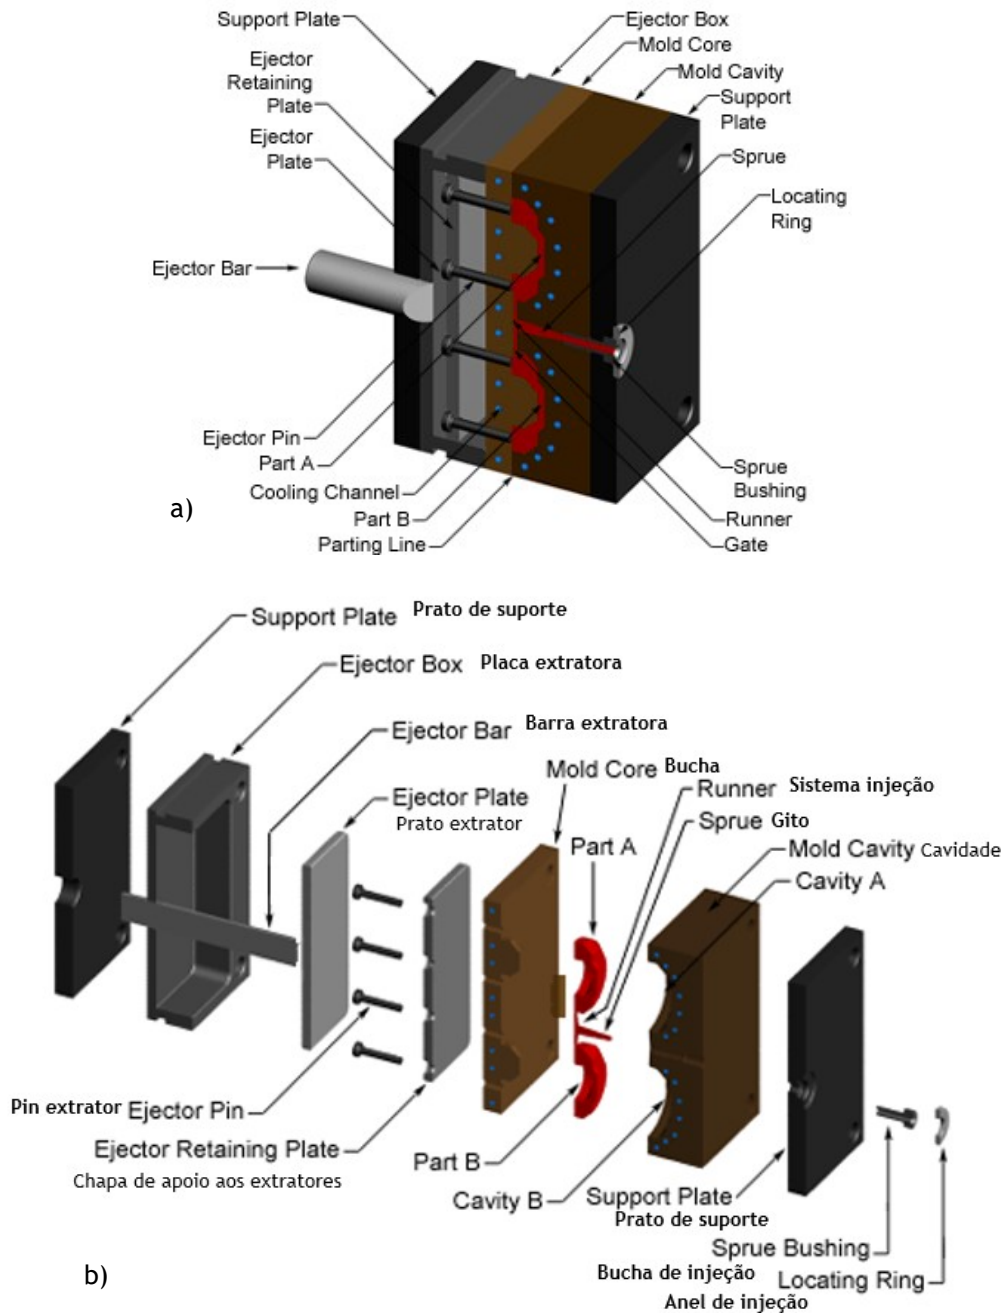 Support Plate
Ejector
Retaining
Plate
Ejector
Plate
Ejector Bar
Ejector Pin
Part A
Cooling Channel
Part B
Parting Line
Ejector Box
Mold Core
Mold Cavity
Support
Plate
Sprue
Locating
Ring
Sprue
Bushing
Runner
Gate
a)
Support Plate Prato de suporte
Ejector Box Placa extratora
Ejector Bar Barra extratora
Mold Core Bucha
Ejector Plate
Prato extrator
Runner Sistema injeção
Sprue Gito
Part A
Mold Cavity Cavidade
Cavity A
Pin extrator Ejector Pin
Ejector Retaining Plate
Chapa de apoio aos extratores
Part B
Cavity B
Support Plate
Prato de suporte
Sprue Bushing
Bucha de injeção
Locating Ring
Anel de injeção
b)